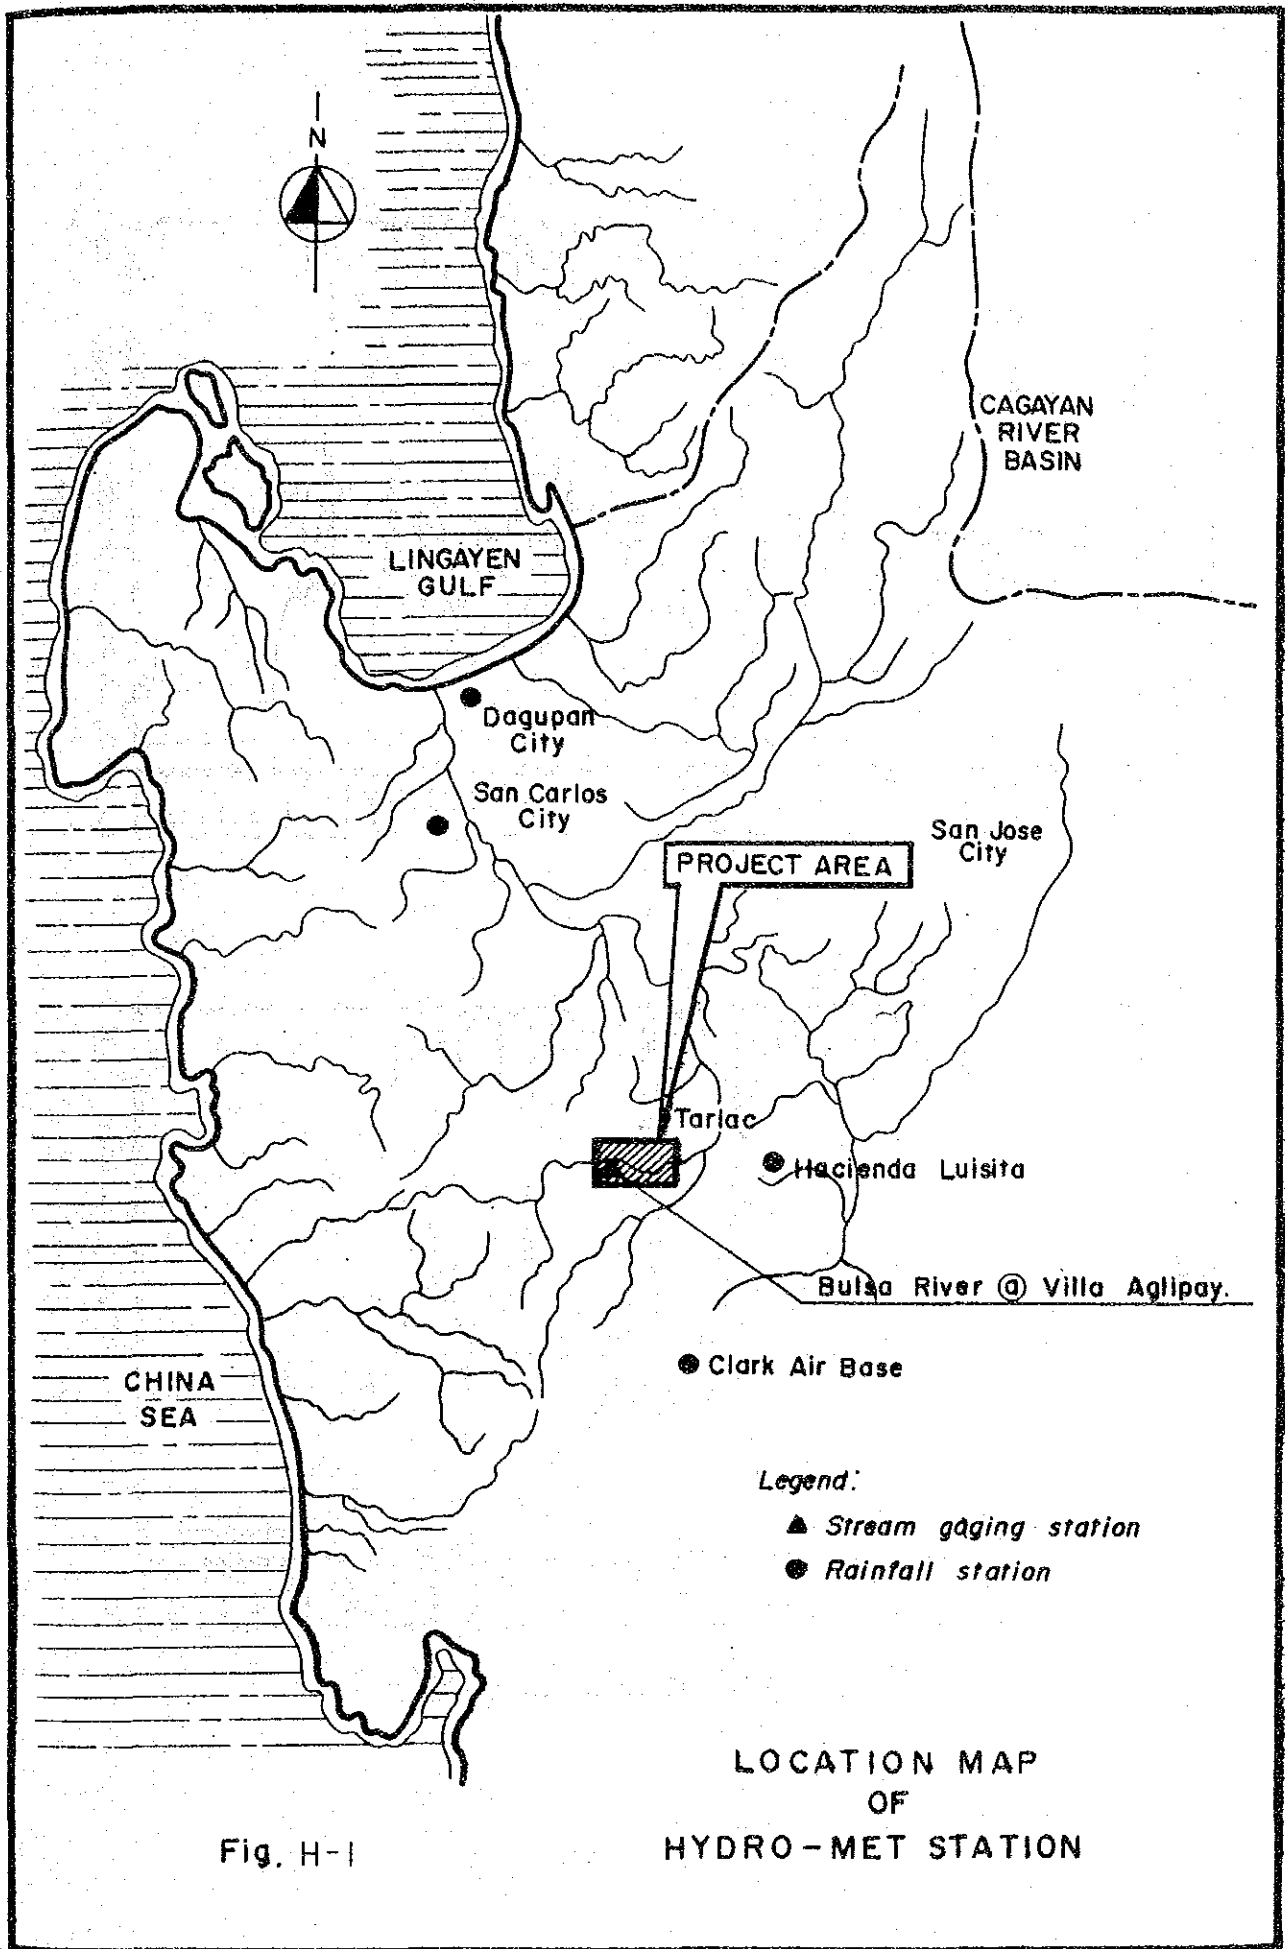 N
CAGAYAN
RIVER
BASIN
LINGAYEN
GULF
Dagupan
City
San Carlos
City
San Jose
City
PROJECT AREA
Tarlac
Hacienda Luisita
Bulsa River @ Villa Aglipay.
Clark Air Base
CHINA
SEA
Legend:
Stream gaging station
Rainfall station
LOCATION MAP
OF
HYDRO-MET STATION
Fig. H-1